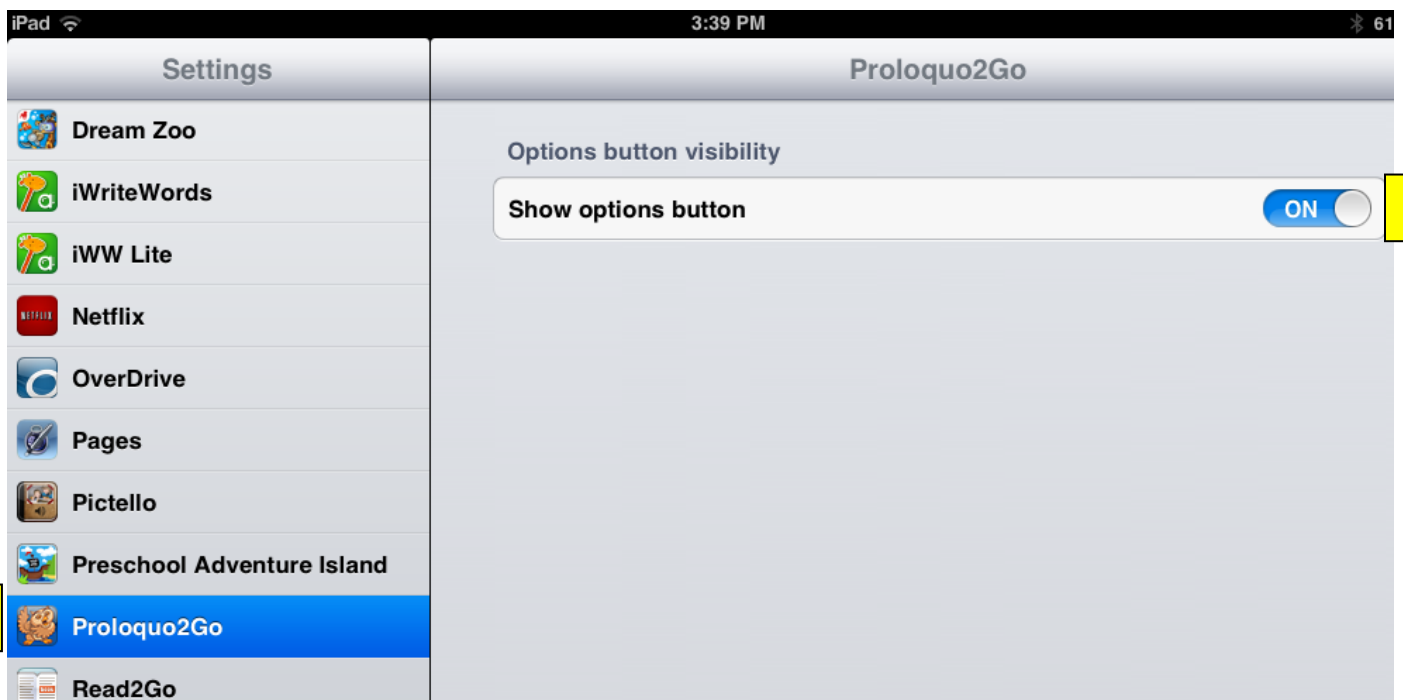 iPad 3:39 PM 61
Settings
Proloquo2Go
Dream Zoo
iWriteWords
iWW Lite
NETFLIX Netflix
OverDrive
Pages
Pictello
Preschool Adventure Island
Proloquo2Go
Read2Go
Options button visibility
Show options button ON